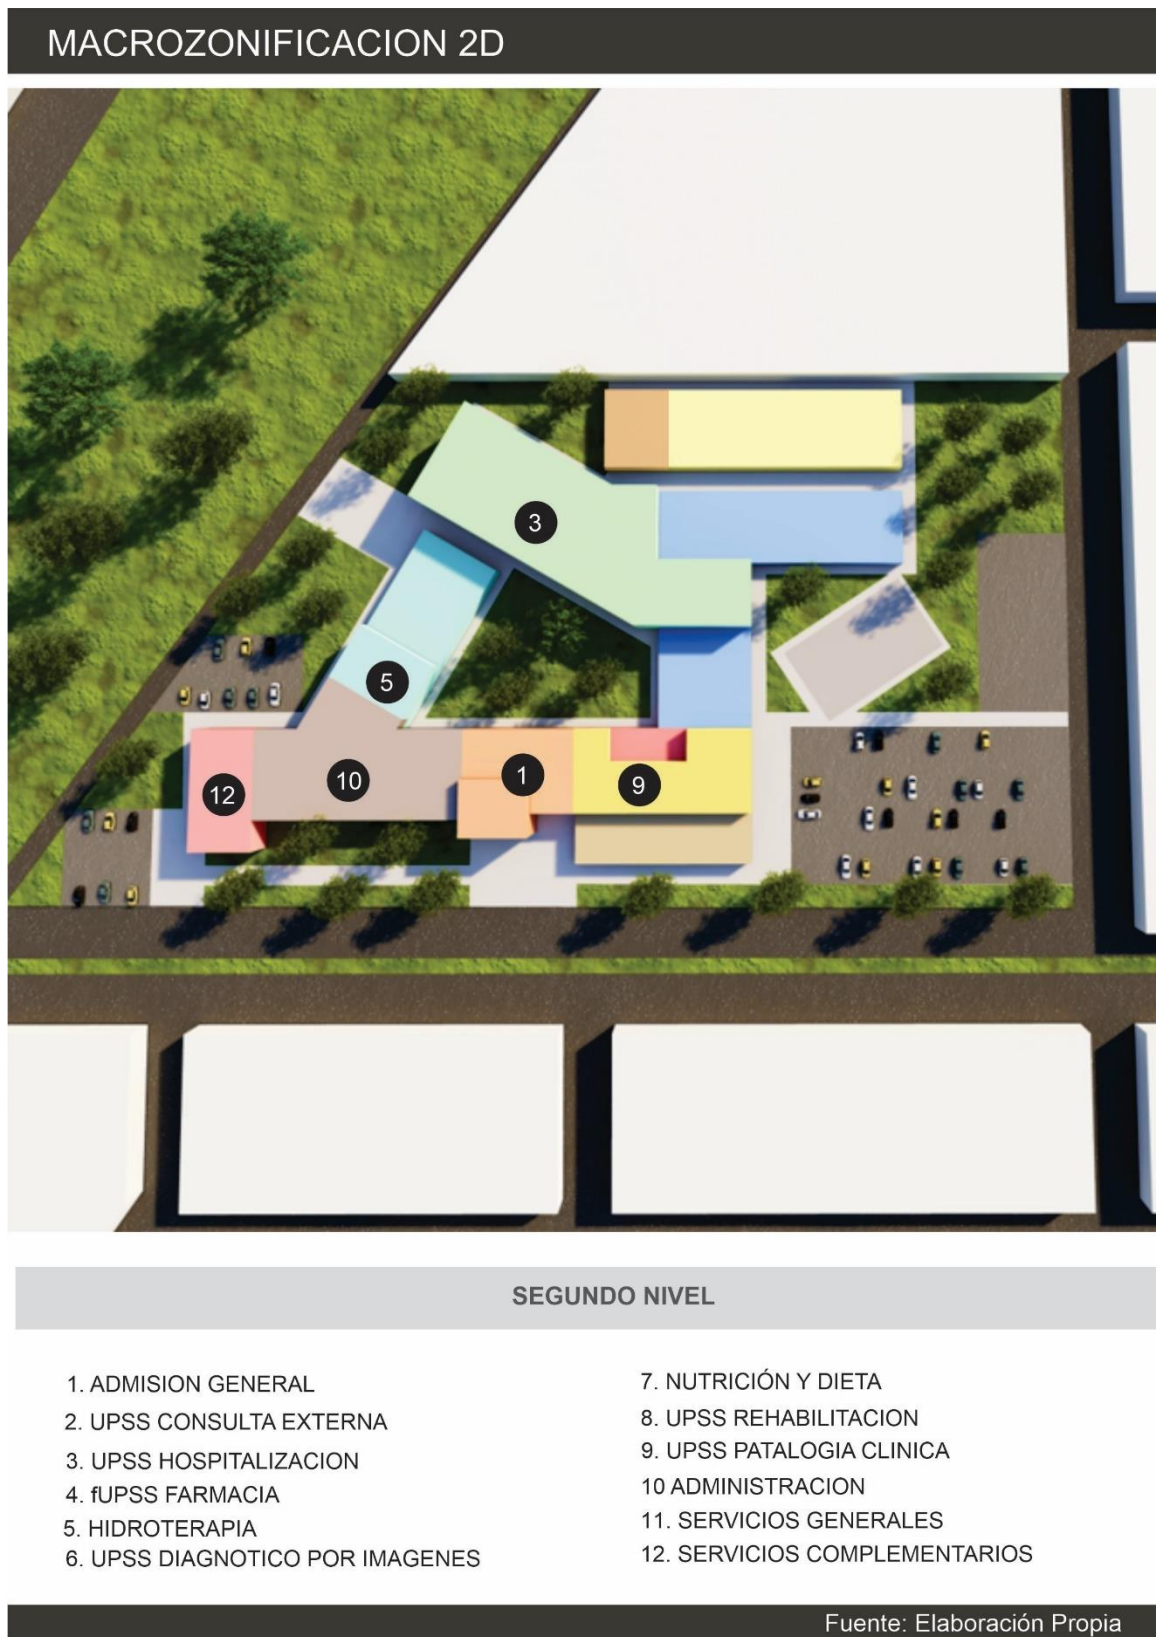 MACROZONIFICACION 2D
3
5
12
10
1
9
SEGUNDO NIVEL
1. ADMISION GENERAL
2. UPSS CONSULTA EXTERNA
3. UPSS HOSPITALIZACION
4. fUPSS FARMACIA
5. HIDROTERAPIA
6. UPSS DIAGNOTICO POR IMAGENES
7. NUTRICIÓN Y DIETA
8. UPSS REHABILITACION
9. UPSS PATALOGIA CLINICA
10 ADMINISTRACION
11. SERVICIOS GENERALES
12. SERVICIOS COMPLEMENTARIOS
Fuente: Elaboración Propia